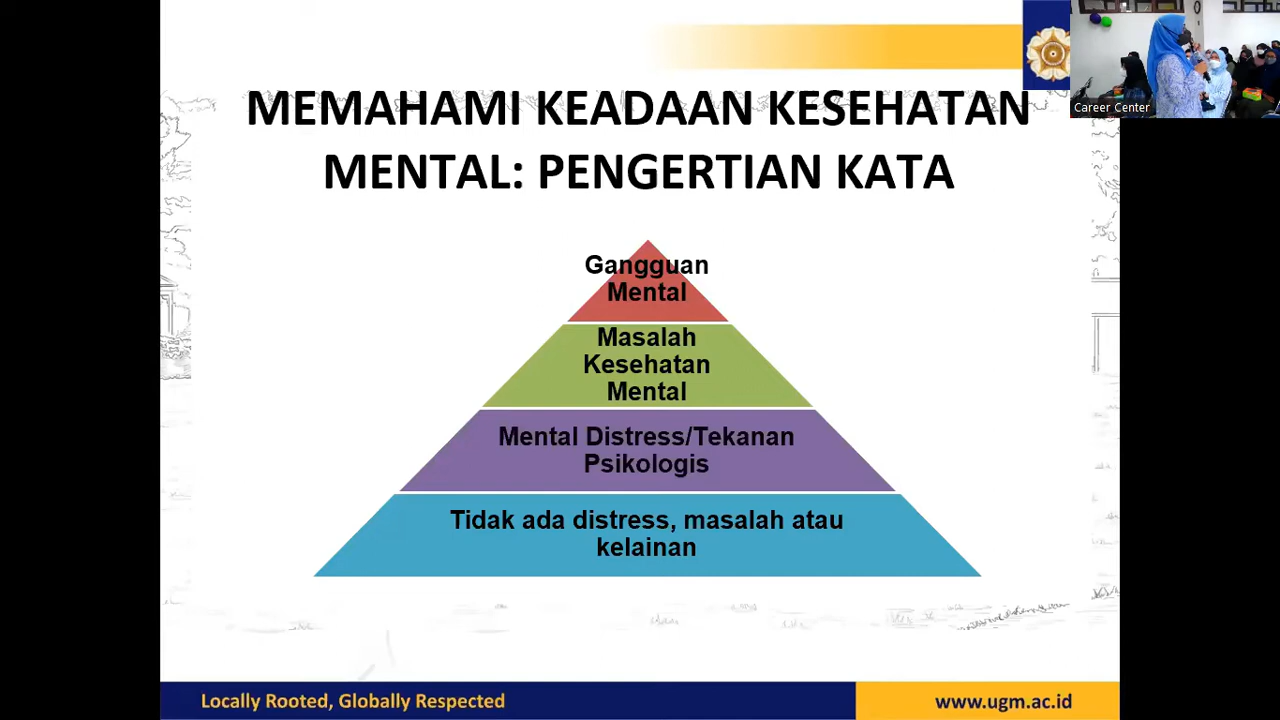 Career Center
MEMAHAMI KEADAAN KESEHATAN
MENTAL: PENGERTIAN KATA
Gangguan
Mental
Masalah
Kesehatan
Mental
Mental Distress/Tekanan
Psikologis
Tidak ada distress, masalah atau
kelainan
Locally Rooted, Globally Respected
www.ugm.ac.id